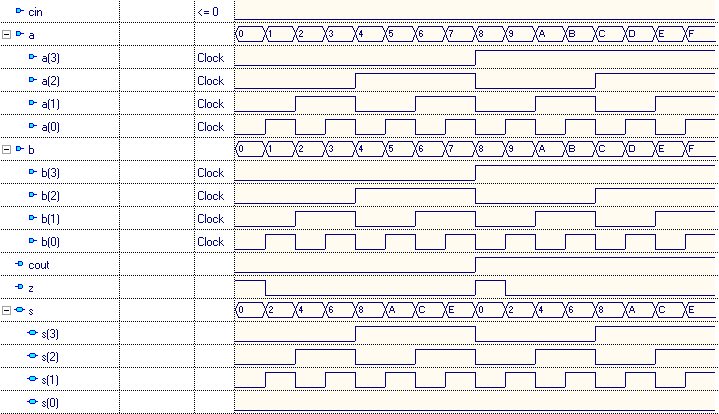 cin <= 0
a 0 1 2 3 4 5 6 7 8 9 A B C D E F
a(3) Clock
a(2) Clock
a(1) Clock
a(0) Clock
b 0 1 2 3 4 5 6 7 8 9 A B C D E F
b(3) Clock
b(2) Clock
b(1) Clock
b(0) Clock
cout
z
s 0 2 4 6 8 A C E 0 2 4 6 8 A C E
s(3)
s(2)
s(1)
s(0)